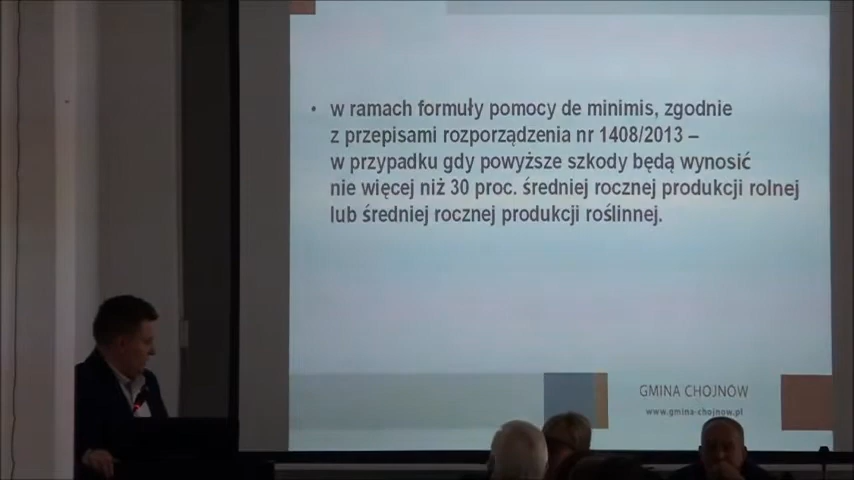 • w ramach formuły pomocy de minimis, zgodnie
z przepisami rozporządzenia nr 1408/2013 –
w przypadku gdy powyższe szkody będą wynosić
nie więcej niż 30 proc. średniej rocznej produkcji rolnej
lub średniej rocznej produkcji roślinnej.
GMINA CHOJNÓW
www.gmina-chojnow.pl